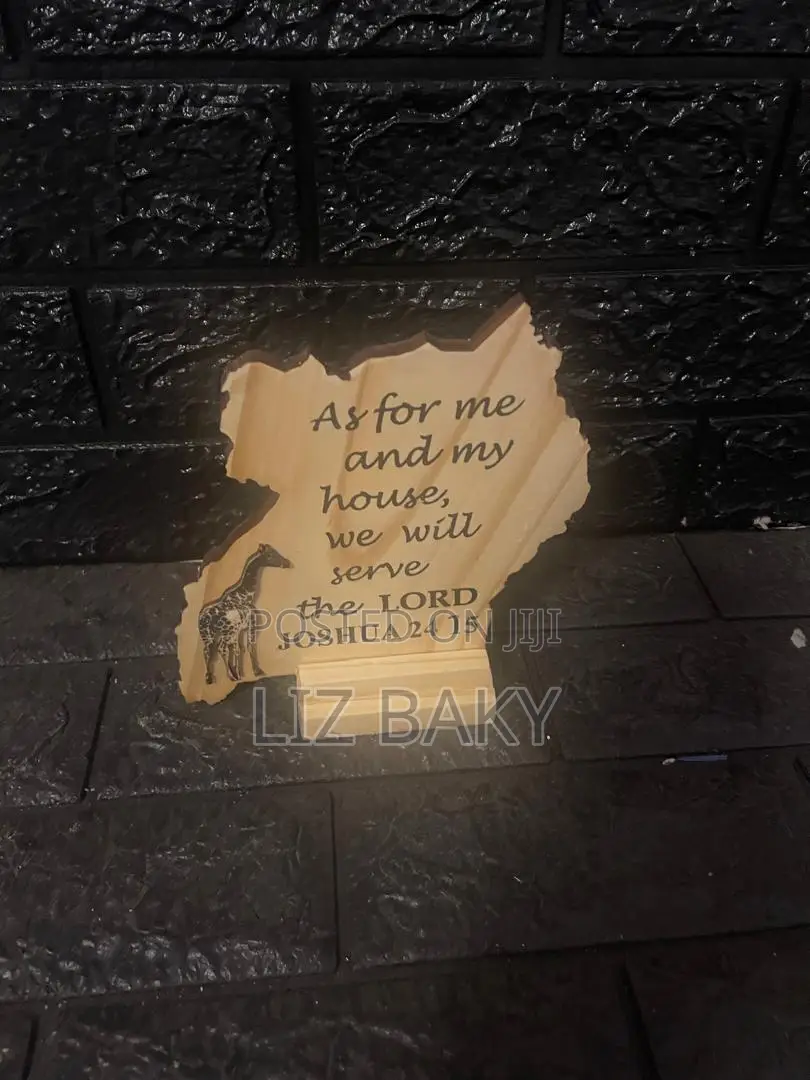 As for me
and my
house,
we will
serve
the LORD
JOSHUA 24 15
POSTED ON JIJI
LIZ BAKY